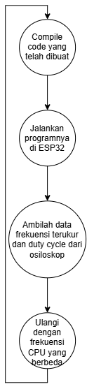 Compile
code yang
telah dibuat
Jalankan
programnya
di ESP32
Ambilah data
frekuensi terukur
dan duty cycle dari
osiloskop
Ulangi
dengan
frekuensi
CPU yang
berbeda